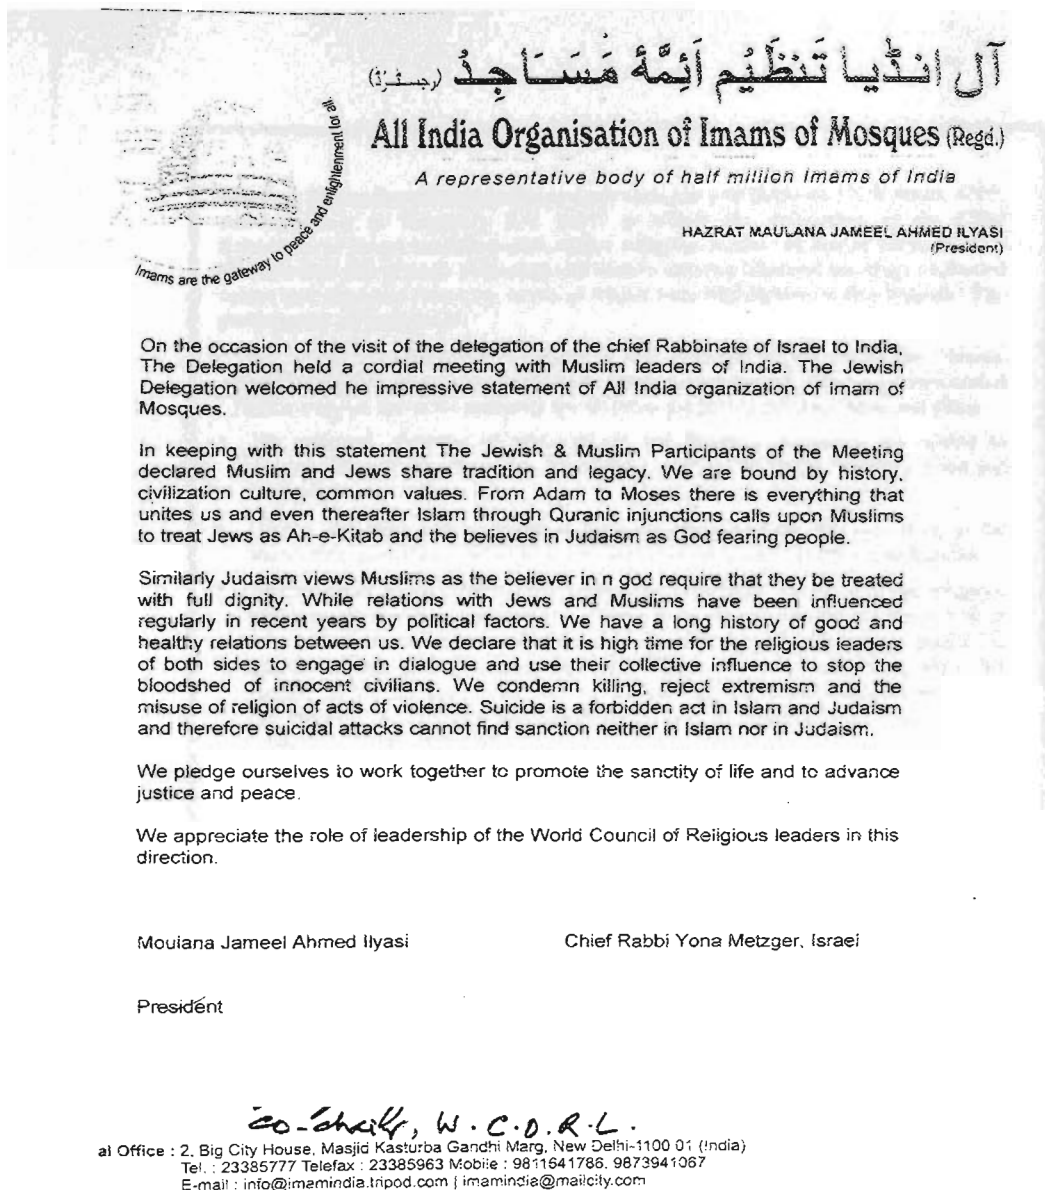 آل انڈیا تَنظَیُم اَئِمَّۂ مَسَاجِدُ (رجسٹرڈ)
All India Organisation of Imams of Mosques (Regd.)
A representative body of half million Imams of India
HAZRAT MAULANA JAMEEL AHMED ILYASI
(President)
Imams are the gateway to peace and enlightenment for all
On the occasion of the visit of the delegation of the chief Rabbinate of Israel to India,
The Delegation held a cordial meeting with Muslim leaders of India. The Jewish
Delegation welcomed he impressive statement of All India organization of Imam of
Mosques.
In keeping with this statement The Jewish & Muslim Participants of the Meeting
declared Muslim and Jews share tradition and legacy. We are bound by history,
civilization culture, common values. From Adam to Moses there is everything that
unites us and even thereafter Islam through Quranic injunctions calls upon Muslims
to treat Jews as Ah-e-Kitab and the believes in Judaism as God fearing people.
Similarly Judaism views Muslims as the believer in n god require that they be treated
with full dignity. While relations with Jews and Muslims have been influenced
regularly in recent years by political factors. We have a long history of good and
healthy relations between us. We declare that it is high time for the religious leaders
of both sides to engage in dialogue and use their collective influence to stop the
bloodshed of innocent civilians. We condemn killing, reject extremism and the
misuse of religion of acts of violence. Suicide is a forbidden act in Islam and Judaism
and therefore suicidal attacks cannot find sanction neither in Islam nor in Judaism.
We pledge ourselves to work together to promote the sanctity of life and to advance
justice and peace.
We appreciate the role of leadership of the World Council of Religious leaders in this
direction.
Moulana Jameel Ahmed Ilyasi Chief Rabbi Yona Metzger, Israel
President
W.C.O.R.L.
al Office : 2, Big City House, Masjid Kasturba Gandhi Marg, New Delhi-1100 01 (India)
Tel. : 23385777 Telefax : 23385963 Mobile : 9811641786, 9873941067
E-mail : info@imamindia.tripod.com | imamindia@mailcity.com